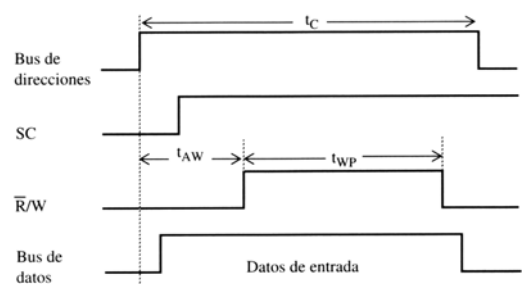 t_C
Bus de
direcciones
SC
t_AW
t_WP
R̅/W
Bus de
datos
Datos de entrada